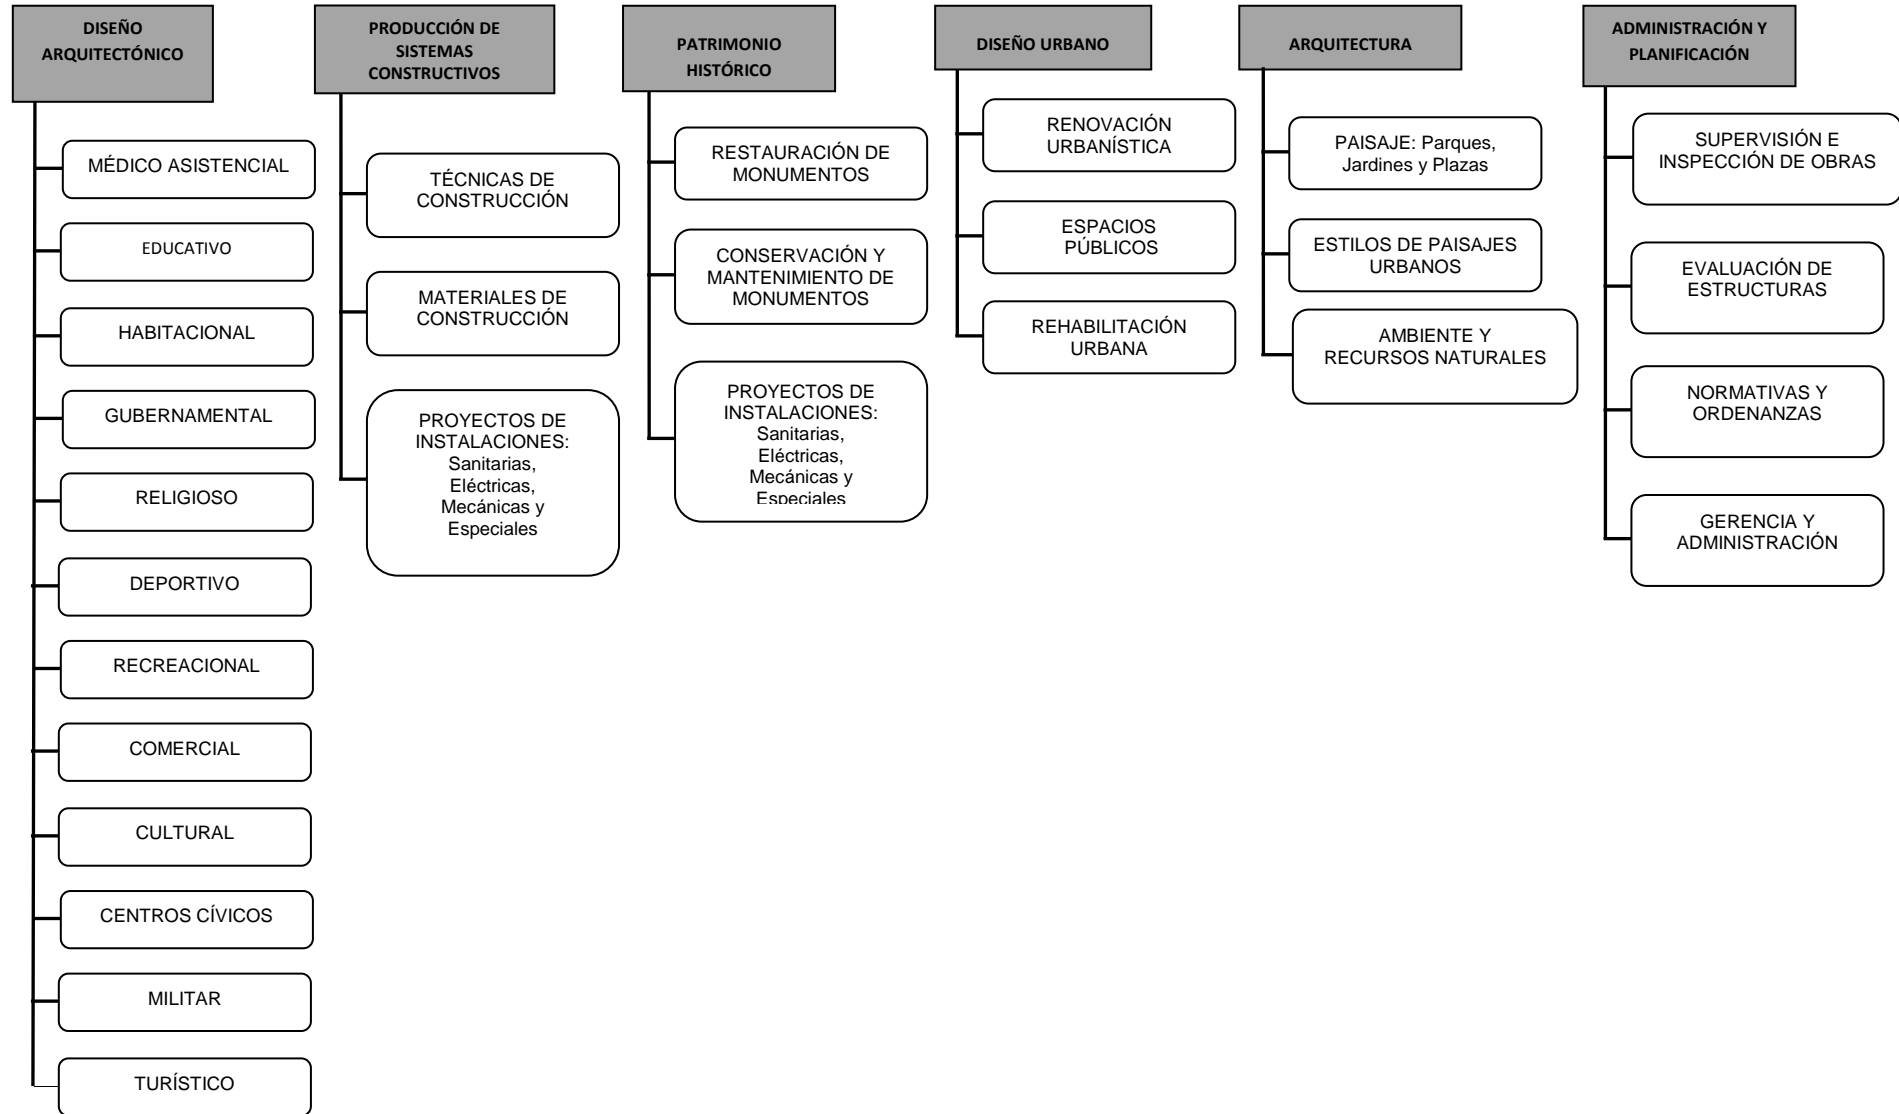 DISEÑO
ARQUITECTÓNICO
MÉDICO ASISTENCIAL
EDUCATIVO
HABITACIONAL
GUBERNAMENTAL
RELIGIOSO
DEPORTIVO
RECREACIONAL
COMERCIAL
CULTURAL
CENTROS CÍVICOS
MILITAR
TURÍSTICO
PRODUCCIÓN DE
SISTEMAS
CONSTRUCTIVOS
TÉCNICAS DE
CONSTRUCCIÓN
MATERIALES DE
CONSTRUCCIÓN
PROYECTOS DE
INSTALACIONES:
Sanitarias,
Eléctricas,
Mecánicas y
Especiales
PATRIMONIO
HISTÓRICO
RESTAURACIÓN DE
MONUMENTOS
CONSERVACIÓN Y
MANTENIMIENTO DE
MONUMENTOS
PROYECTOS DE
INSTALACIONES:
Sanitarias,
Eléctricas,
Mecánicas y
Especiales
DISEÑO URBANO
RENOVACIÓN
URBANÍSTICA
ESPACIOS
PÚBLICOS
REHABILITACIÓN
URBANA
ARQUITECTURA
PAISAJE: Parques,
Jardines y Plazas
ESTILOS DE PAISAJES
URBANOS
AMBIENTE Y
RECURSOS NATURALES
ADMINISTRACIÓN Y
PLANIFICACIÓN
SUPERVISIÓN E
INSPECCIÓN DE OBRAS
EVALUACIÓN DE
ESTRUCTURAS
NORMATIVAS Y
ORDENANZAS
GERENCIA Y
ADMINISTRACIÓN